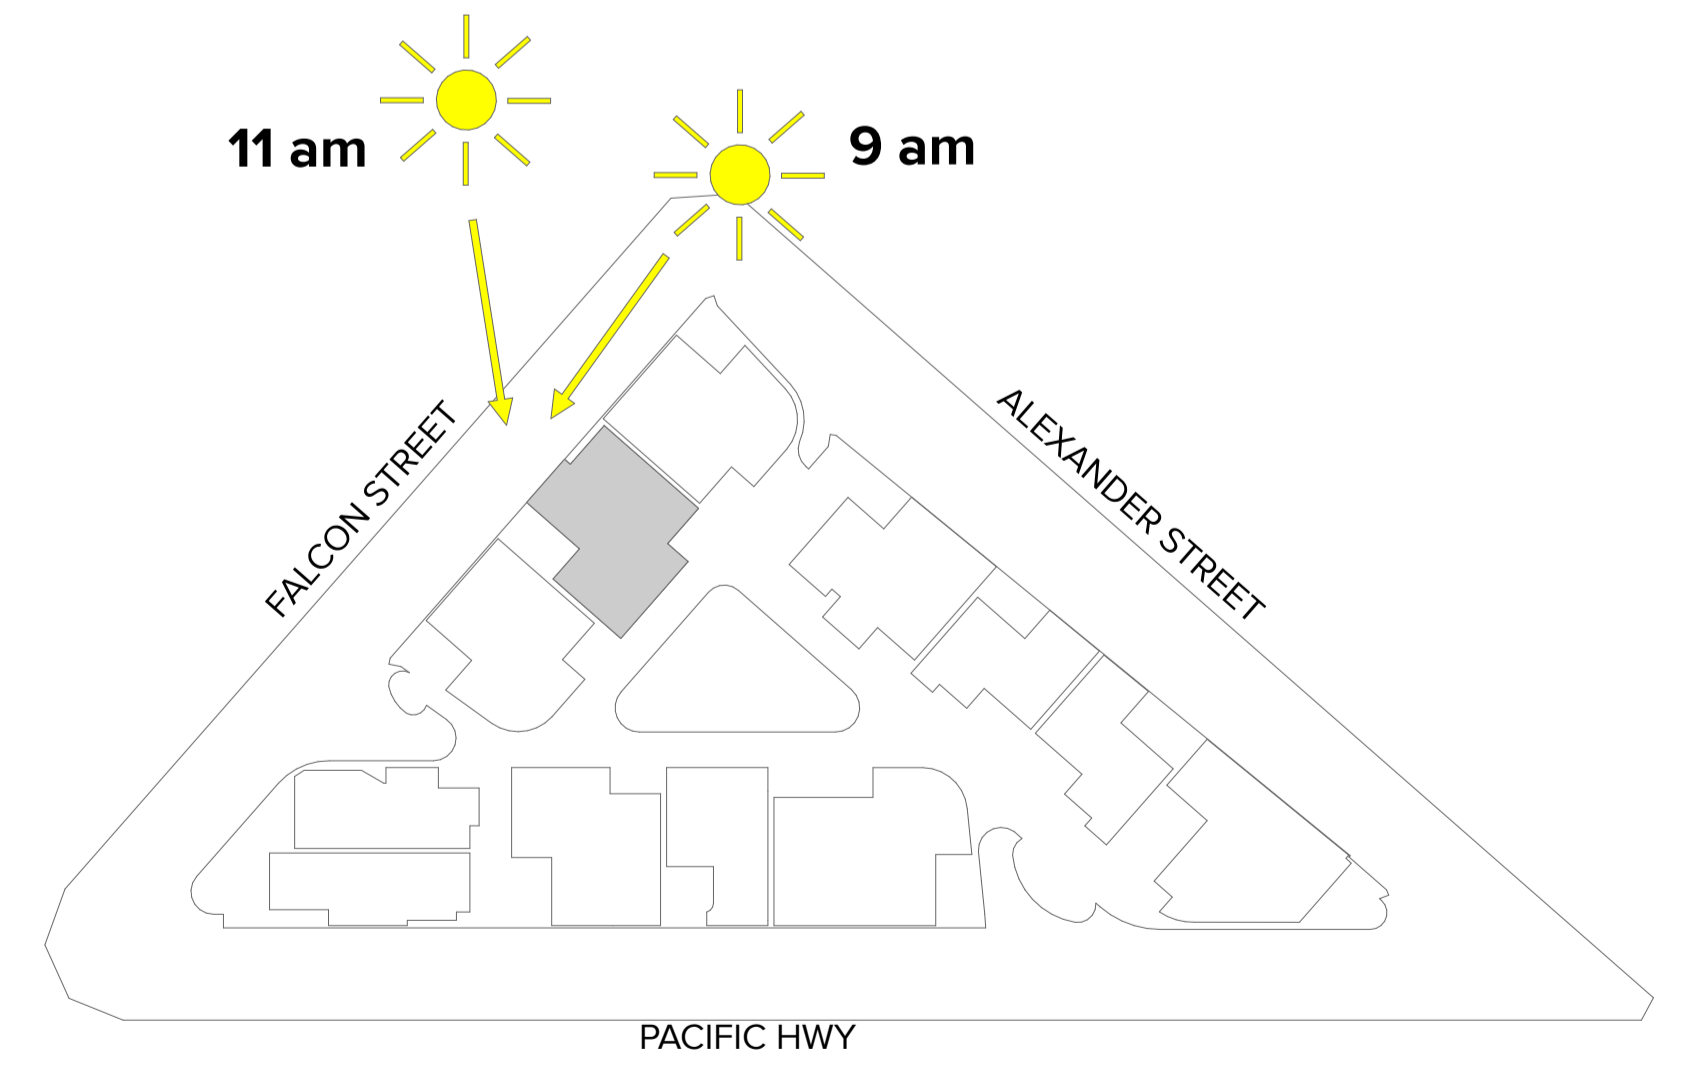 11 am
9 am
FALCON STREET
ALEXANDER STREET
PACIFIC HWY